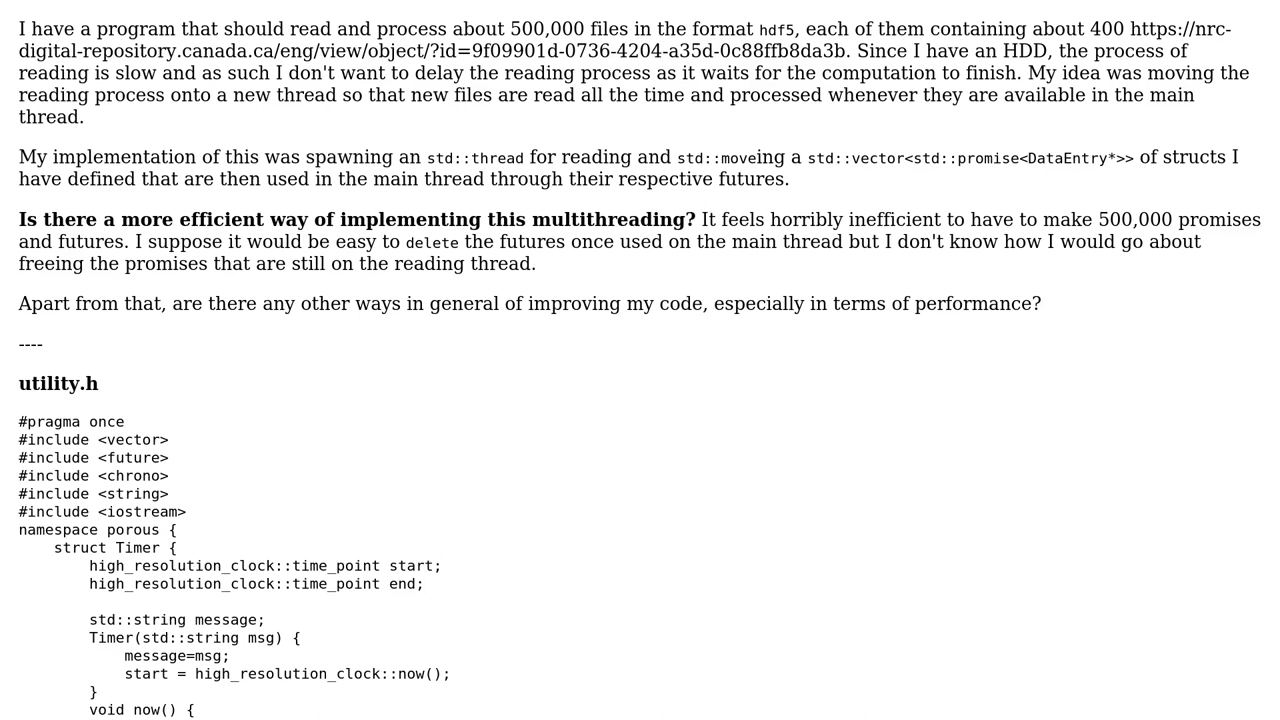 I have a program that should read and process about 500,000 files in the format hdf5, each of them containing about 400 https://nrc-
digital-repository.canada.ca/eng/view/object/?id=9f09901d-0736-4204-a35d-0c88ffb8da3b. Since I have an HDD, the process of
reading is slow and as such I don't want to delay the reading process as it waits for the computation to finish. My idea was moving the
reading process onto a new thread so that new files are read all the time and processed whenever they are available in the main
thread.
My implementation of this was spawning an std::thread for reading and std::moveing a std::vector<std::promise<DataEntry*>> of structs I
have defined that are then used in the main thread through their respective futures.
Is there a more efficient way of implementing this multithreading? It feels horribly inefficient to have to make 500,000 promises
and futures. I suppose it would be easy to delete the futures once used on the main thread but I don't know how I would go about
freeing the promises that are still on the reading thread.
Apart from that, are there any other ways in general of improving my code, especially in terms of performance?
----
utility.h
#pragma once
#include <vector>
#include <future>
#include <chrono>
#include <string>
#include <iostream>
namespace porous {
    struct Timer {
        high_resolution_clock::time_point start;
        high_resolution_clock::time_point end;
        std::string message;
        Timer(std::string msg) {
            message=msg;
            start = high_resolution_clock::now();
        }
        void now() {